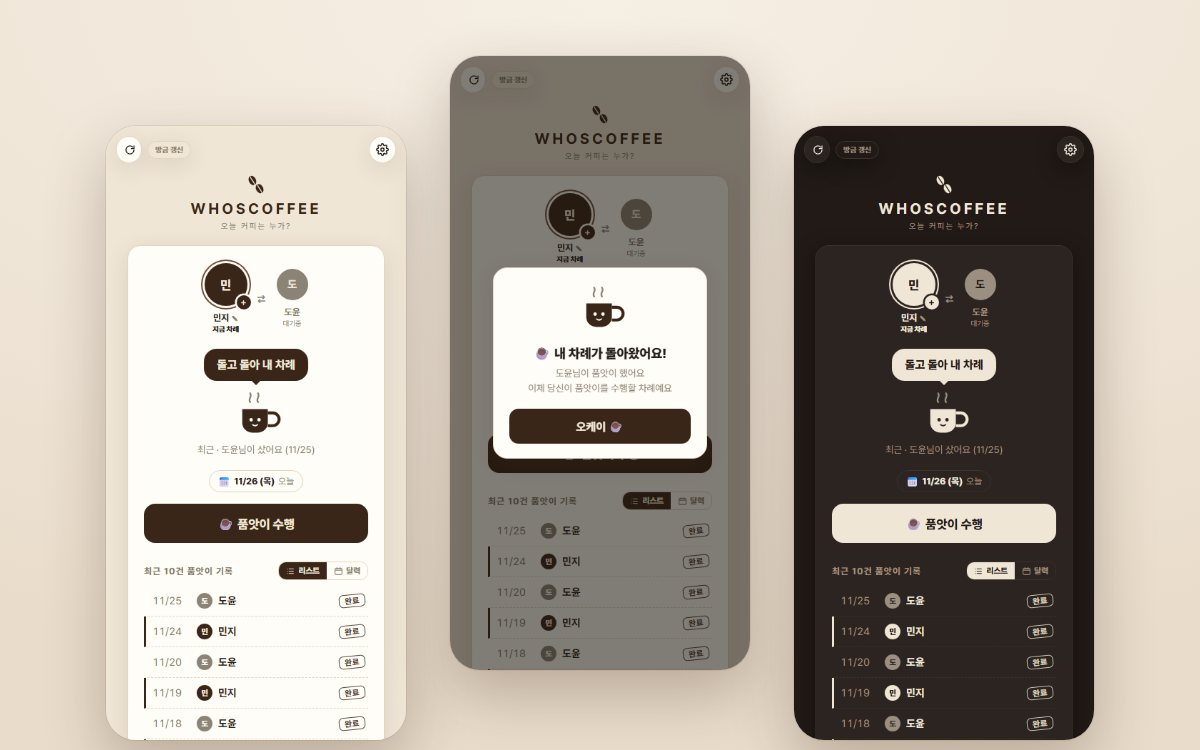 방금 갱신
WHOSCOFFEE
오늘 커피는 누가?
민
도
민지
지금 차례
도윤
대기중
돌고 돌아 내 차례
최근 · 도윤님이 샀어요 (11/25)
11/26 (목) 오늘
품앗이 수행
최근 10건 품앗이 기록
리스트
달력
11/25 도 도윤 완료
11/24 민 민지 완료
11/20 도 도윤 완료
11/19 민 민지 완료
11/18 도 도윤 완료
방금 갱신
WHOSCOFFEE
오늘 커피는 누가?
민
도
민지
지금 차례
도윤
대기중
내 차례가 돌아왔어요!
도윤님이 품앗이 했어요
이제 당신이 품앗이를 수행할 차례예요
오케이
최근 10건 품앗이 기록
리스트
달력
11/25 도 도윤 완료
11/24 민 민지 완료
11/20 도 도윤 완료
11/19 민 민지 완료
11/18 도 도윤 완료
방금 갱신
WHOSCOFFEE
오늘 커피는 누가?
민
도
민지
지금 차례
도윤
대기중
돌고 돌아 내 차례
최근 · 도윤님이 샀어요 (11/25)
11/26 (목) 오늘
품앗이 수행
최근 10건 품앗이 기록
리스트
달력
11/25 도 도윤 완료
11/24 민 민지 완료
11/20 도 도윤 완료
11/19 민 민지 완료
11/18 도 도윤 완료